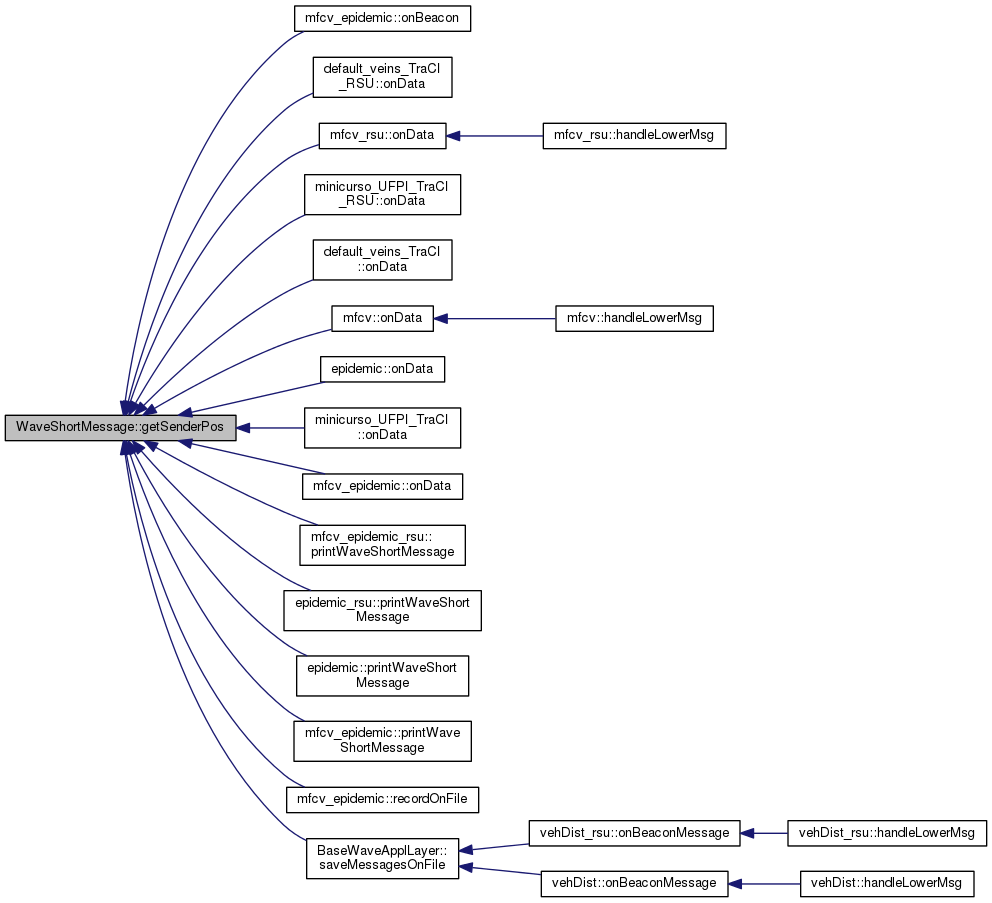 mfcv_epidemic::onBeacon
default_veins_TraCI
_RSU::onData
mfcv_rsu::onData
mfcv_rsu::handleLowerMsg
minicurso_UFPI_TraCI
_RSU::onData
default_veins_TraCI
::onData
mfcv::onData
mfcv::handleLowerMsg
epidemic::onData
WaveShortMessage::getSenderPos
minicurso_UFPI_TraCI
::onData
mfcv_epidemic::onData
mfcv_epidemic_rsu::
printWaveShortMessage
epidemic_rsu::printWaveShort
Message
epidemic::printWaveShort
Message
mfcv_epidemic::printWave
ShortMessage
mfcv_epidemic::recordOnFile
BaseWaveApplLayer::
saveMessagesOnFile
vehDist_rsu::onBeaconMessage
vehDist_rsu::handleLowerMsg
vehDist::onBeaconMessage
vehDist::handleLowerMsg